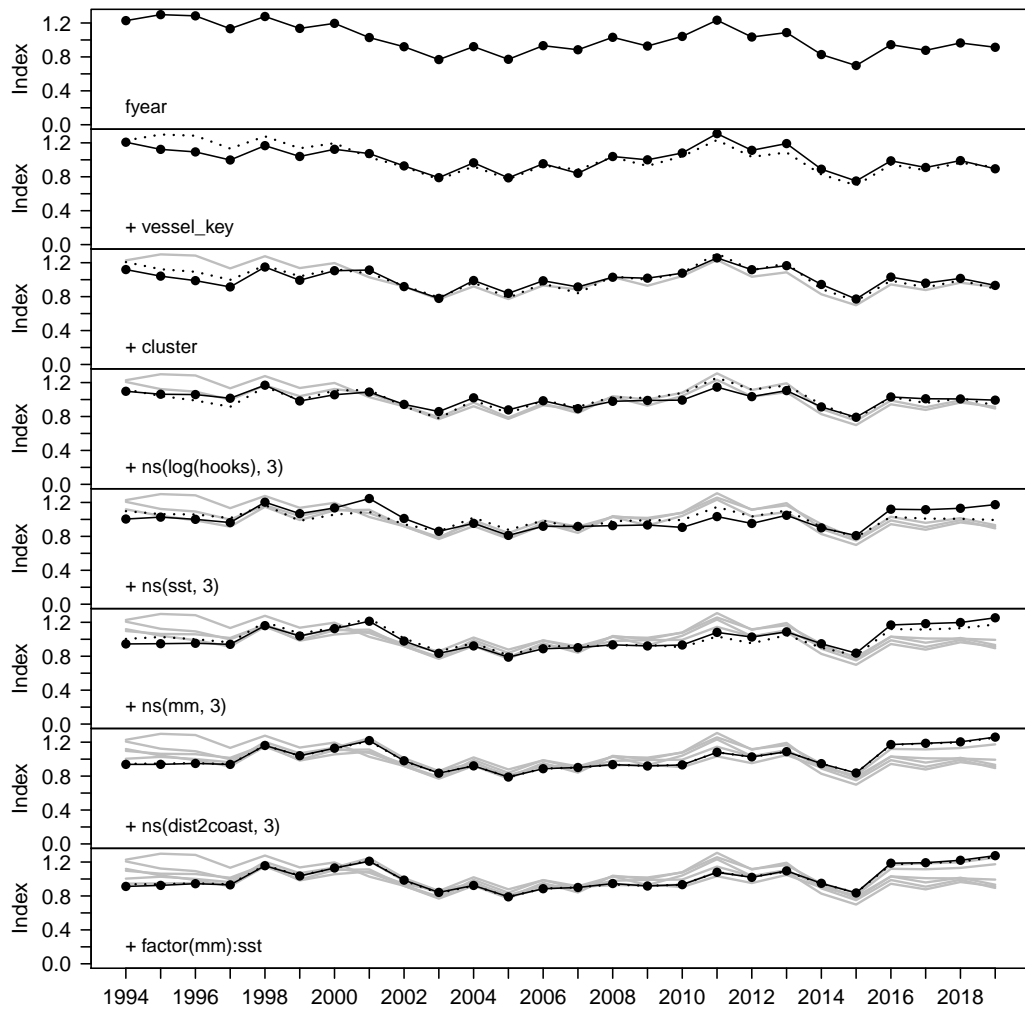 Index
1.2
0.8
0.4
0.0
fyear
Index
1.2
0.8
0.4
0.0
+ vessel_key
Index
1.2
0.8
0.4
0.0
+ cluster
Index
1.2
0.8
0.4
0.0
+ ns(log(hooks), 3)
Index
1.2
0.8
0.4
0.0
+ ns(sst, 3)
Index
1.2
0.8
0.4
0.0
+ ns(mm, 3)
Index
1.2
0.8
0.4
0.0
+ ns(dist2coast, 3)
Index
1.2
0.8
0.4
0.0
+ factor(mm):sst
1994 1996 1998 2000 2002 2004 2006 2008 2010 2012 2014 2016 2018